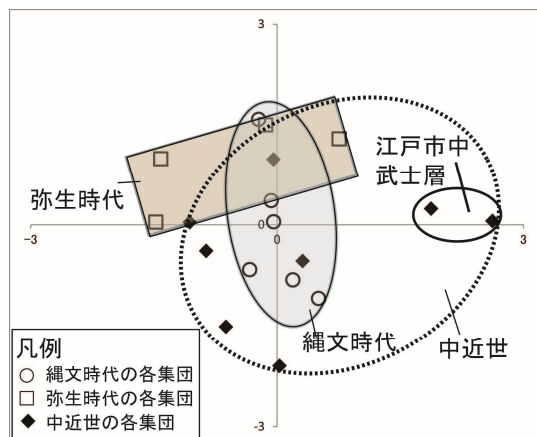 3
江戸市中
武士層
弥生時代
-3
0
0
3
縄文時代
中近世
凡例
縄文時代の各集団
弥生時代の各集団
中近世の各集団
-3